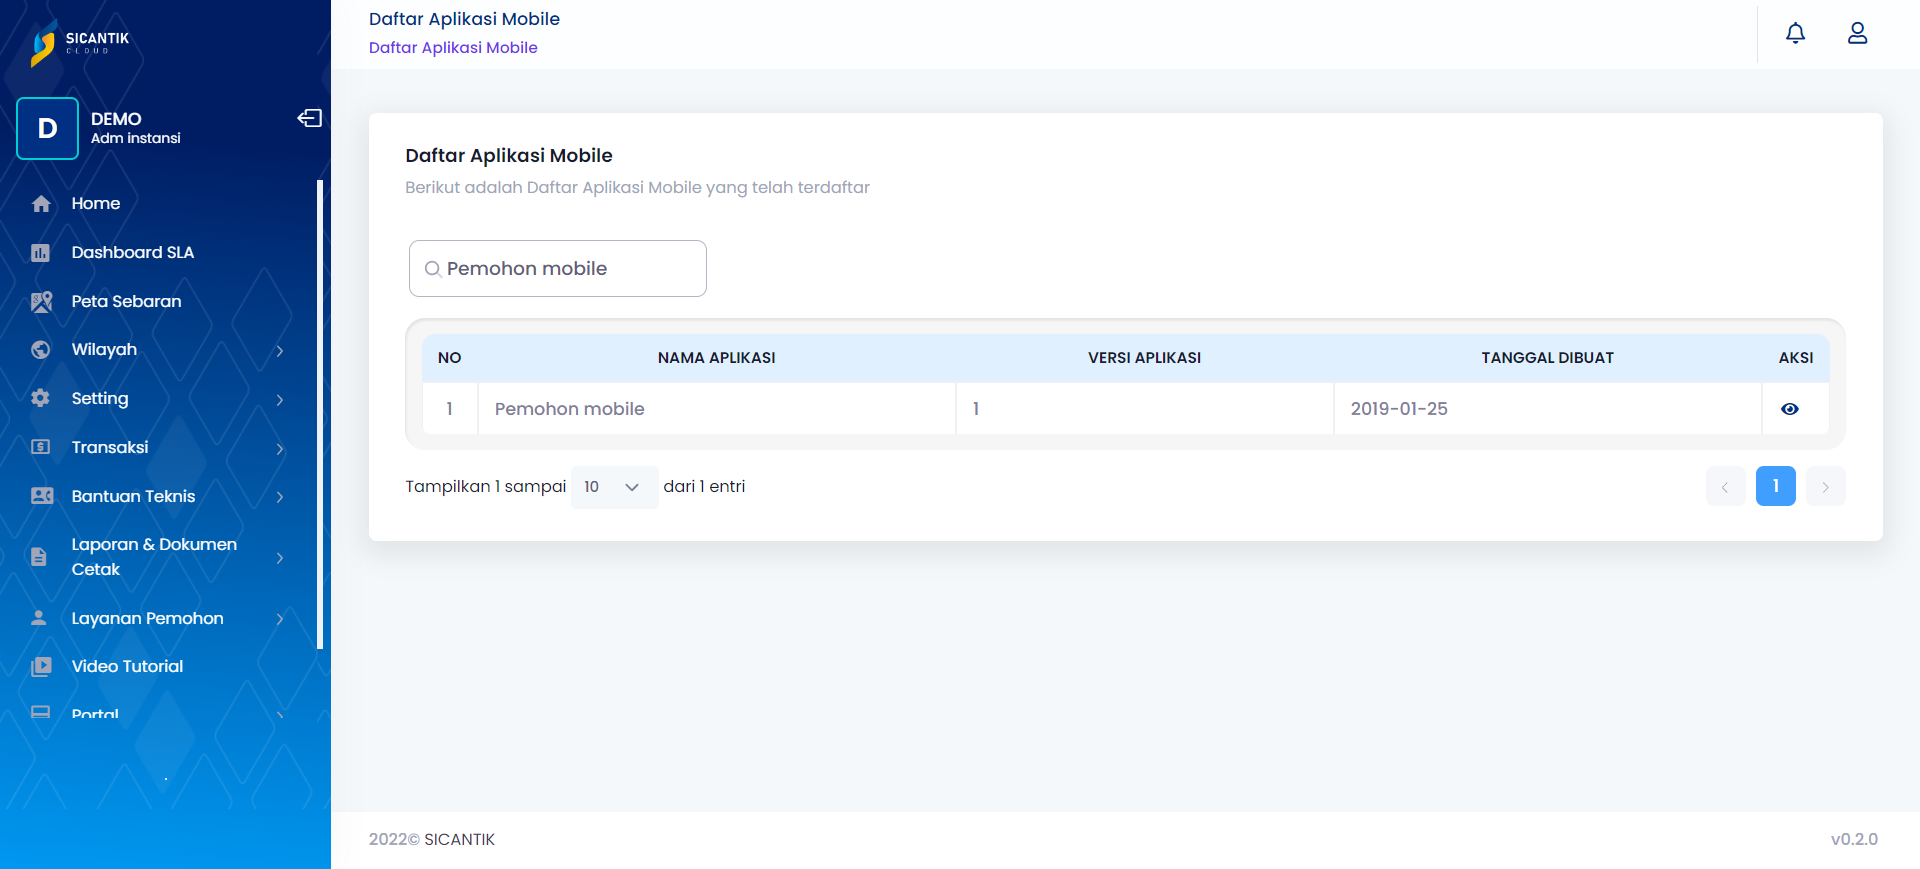 SICANTIK
CLOUD
D
DEMO
Adm instansi
Home
Dashboard SLA
Peta Sebaran
Wilayah
Setting
Transaksi
Bantuan Teknis
Laporan & Dokumen
Cetak
Layanan Pemohon
Video Tutorial
Portal
Daftar Aplikasi Mobile
Daftar Aplikasi Mobile
Daftar Aplikasi Mobile
Berikut adalah Daftar Aplikasi Mobile yang telah terdaftar
Pemohon mobile
NO NAMA APLIKASI VERSI APLIKASI TANGGAL DIBUAT AKSI
1 Pemohon mobile 1 2019-01-25
Tampilkan 1 sampai 10 dari 1 entri
1
2022© SICANTIK
v0.2.0